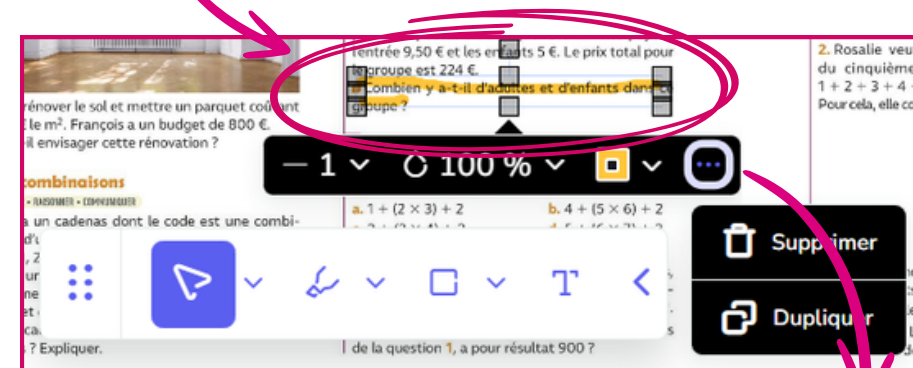 l'entrée 9,50 € et les enfants 5 €. Le prix total pour
le groupe est 224 €.
Combien y a-t-il d'adultes et d'enfants dans ce
groupe ?
2. Rosalie
du cinquième
1 + 2 + 3 + 4
Pour cela, elle
rénover le sol et mettre un parquet coûtant
le m². François a un budget de 800 €.
-il envisager cette rénovation ?
1
100 %
combinaisons
• RAISONNER • COMMUNIQUER
un cadenas dont le code est une combi-
a. 1 + (2 × 3) + 2
b. 4 + (5 × 6) + 2
Supprimer
T
Dupliquer
? Expliquer.
de la question 1, a pour résultat 900 ?